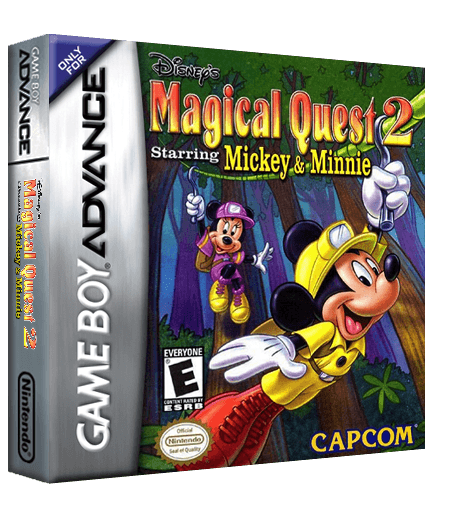 GAME BOY
ADVANCE
Disney's
Magical Quest 2
Starring
Mickey & Minnie
Nintendo®
ONLY
FOR
GAME BOY ADVANCE
Disney's
Magical Quest 2
Starring Mickey & Minnie
EVERYONE
E
CONTENT RATED BY
ESRB
Official
Nintendo
Seal of Quality
CAPCOM®